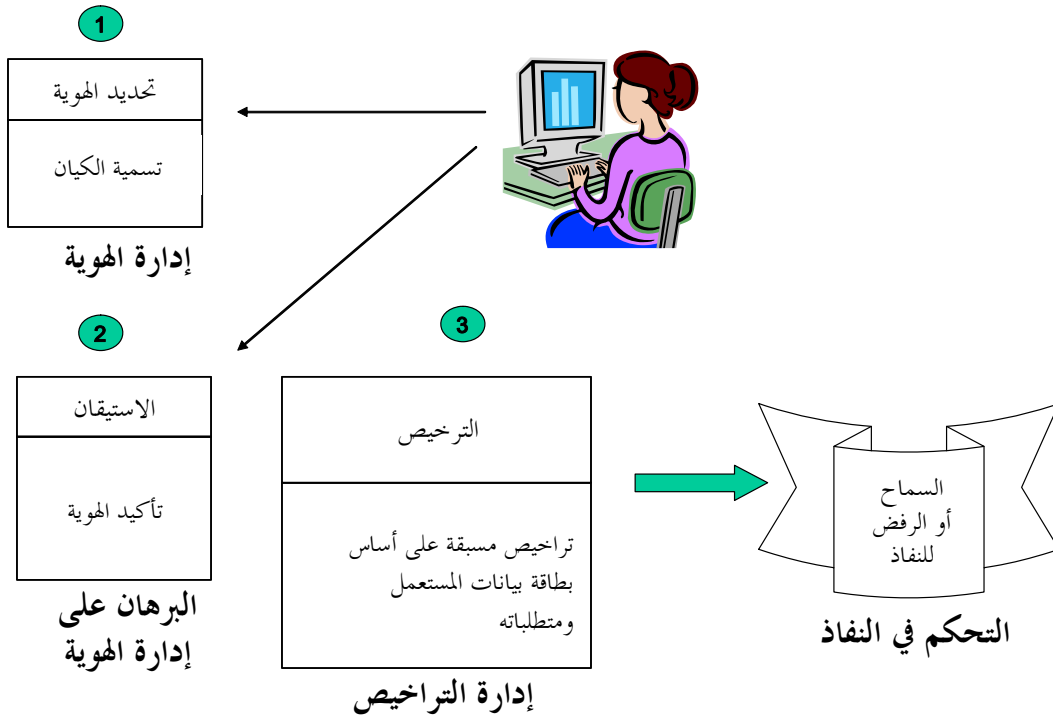 1
تحديد الهوية
تسمية الكيان
إدارة الهوية
2
الاستيقان
تأكيد الهوية
البرهان على
إدارة الهوية
3
الترخيص
تراخيص مسبقة على أساس
بطاقة بيانات المستعمل
ومتطلباته
إدارة التراخيص
السماح
أو الرفض
للنفاذ
التحكم في النفاذ